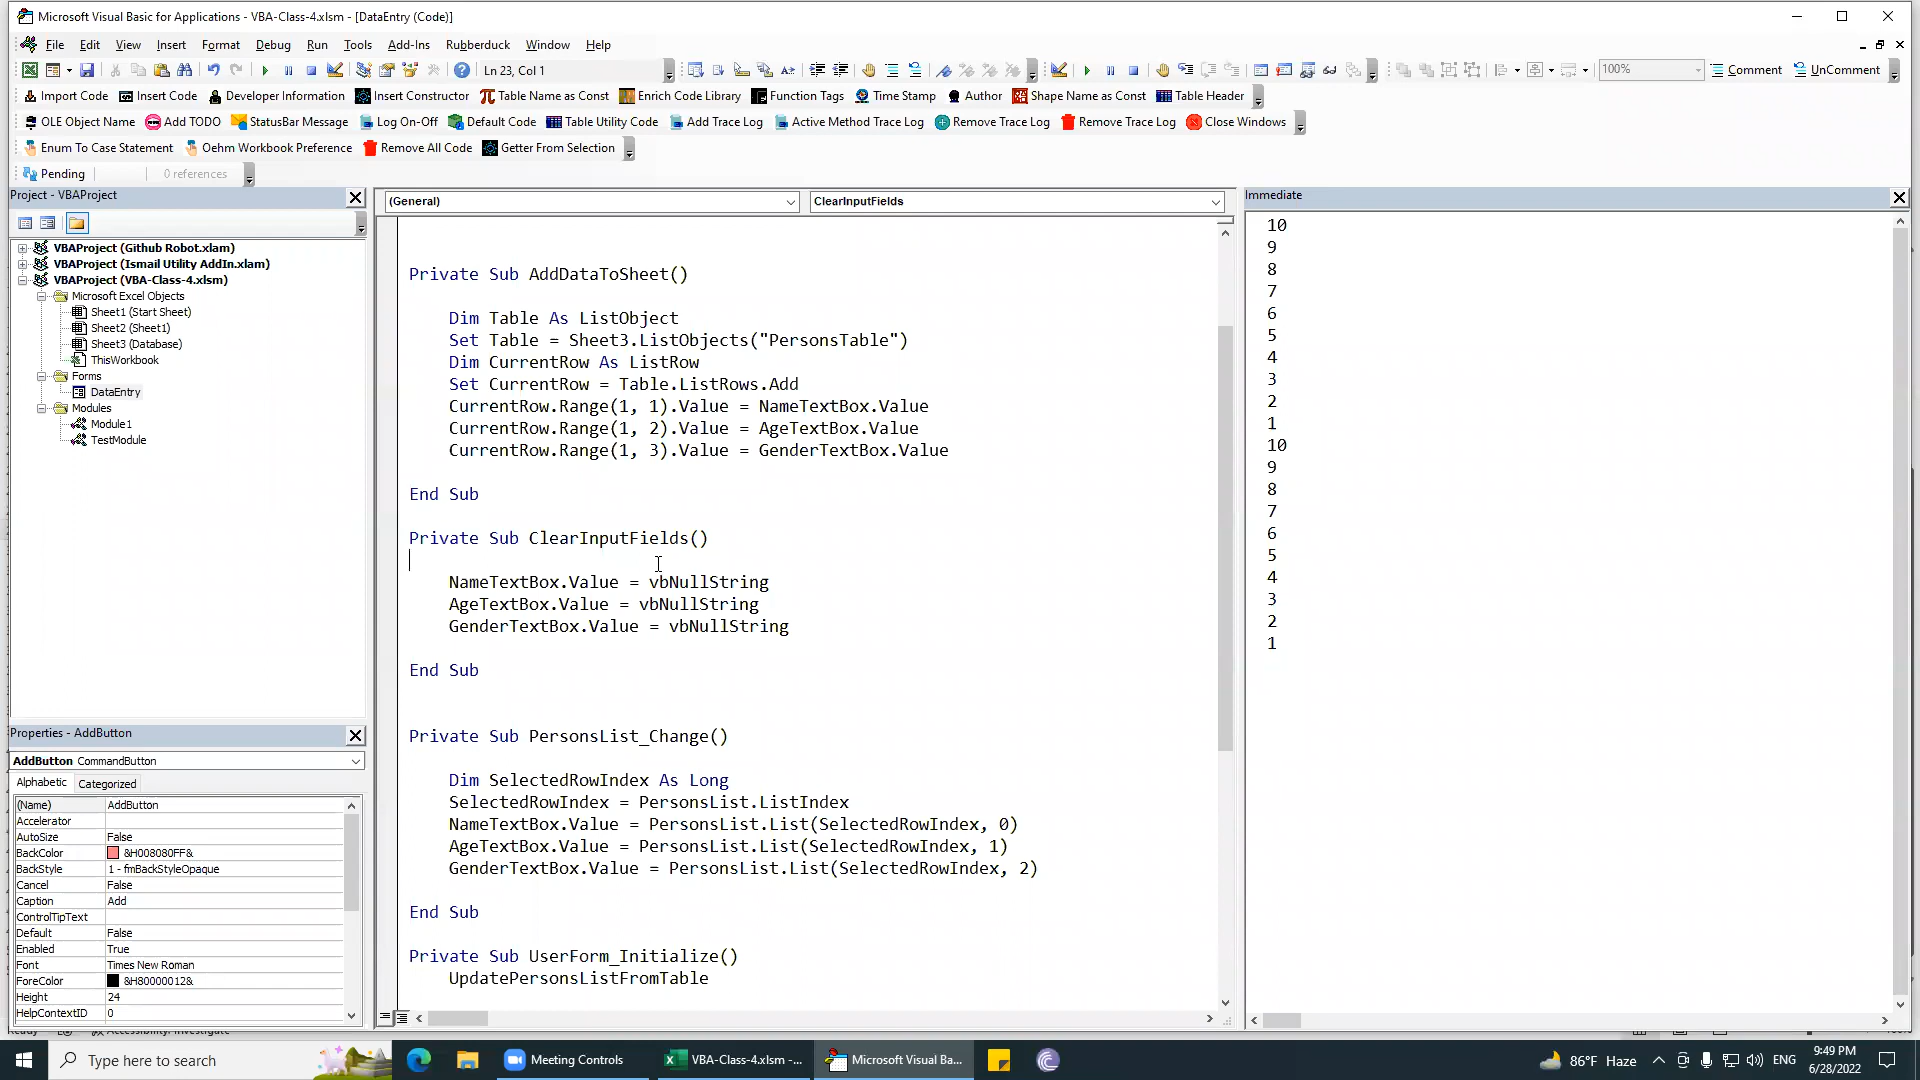 Microsoft Visual Basic for Applications - VBA-Class-4.xlsm - [DataEntry (Code)]
File Edit View Insert Format Debug Run Tools Add-Ins Rubberduck Window Help
Ln 23, Col 1 100% Comment UnComment
Import Code Insert Code Developer Information Insert Constructor Table Name as Const Enrich Code Library Function Tags Time Stamp Author Shape Name as Const Table Header
OLE Object Name Add TODO StatusBar Message Log On-Off Default Code Table Utility Code Add Trace Log Active Method Trace Log Remove Trace Log Remove Trace Log Close Windows
Enum To Case Statement Oehm Workbook Preference Remove All Code Getter From Selection
Pending 0 references
Project - VBAProject
VBAProject (Github Robot.xlam)
VBAProject (Ismail Utility AddIn.xlam)
VBAProject (VBA-Class-4.xlsm)
Microsoft Excel Objects
Sheet1 (Start Sheet)
Sheet2 (Sheet1)
Sheet3 (Database)
ThisWorkbook
Forms
DataEntry
Modules
Module1
TestModule
Properties - AddButton
AddButton CommandButton
Alphabetic Categorized
(Name) AddButton
Accelerator
AutoSize False
BackColor &H008080FF&
BackStyle 1 - fmBackStyleOpaque
Cancel False
Caption Add
ControlTipText
Default False
Enabled True
Font Times New Roman
ForeColor &H80000012&
Height 24
HelpContextID 0
(General) ClearInputFields
Private Sub AddDataToSheet()
Dim Table As ListObject
Set Table = Sheet3.ListObjects("PersonsTable")
Dim CurrentRow As ListRow
Set CurrentRow = Table.ListRows.Add
CurrentRow.Range(1, 1).Value = NameTextBox.Value
CurrentRow.Range(1, 2).Value = AgeTextBox.Value
CurrentRow.Range(1, 3).Value = GenderTextBox.Value
End Sub
Private Sub ClearInputFields()
NameTextBox.Value = vbNullString
AgeTextBox.Value = vbNullString
GenderTextBox.Value = vbNullString
End Sub
Private Sub PersonsList_Change()
Dim SelectedRowIndex As Long
SelectedRowIndex = PersonsList.ListIndex
NameTextBox.Value = PersonsList.List(SelectedRowIndex, 0)
AgeTextBox.Value = PersonsList.List(SelectedRowIndex, 1)
GenderTextBox.Value = PersonsList.List(SelectedRowIndex, 2)
End Sub
Private Sub UserForm_Initialize()
UpdatePersonsListFromTable
Immediate
10
9
8
7
6
5
4
3
2
1
10
9
8
7
6
5
4
3
2
1
Type here to search
Meeting Controls
VBA-Class-4.xlsm -...
Microsoft Visual Ba...
86°F Haze
ENG
9:49 PM
6/28/2022